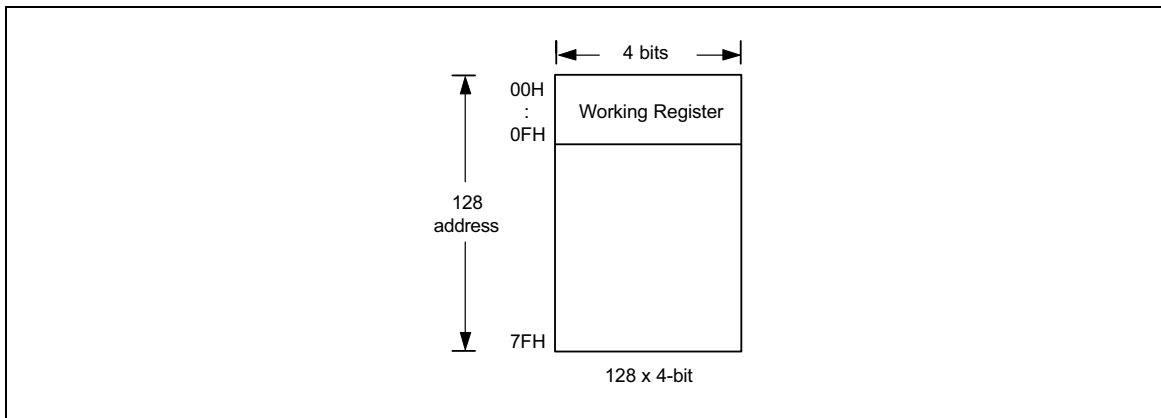 4 bits
00H
:
0FH
Working Register
128
address
7FH
128 x 4-bit